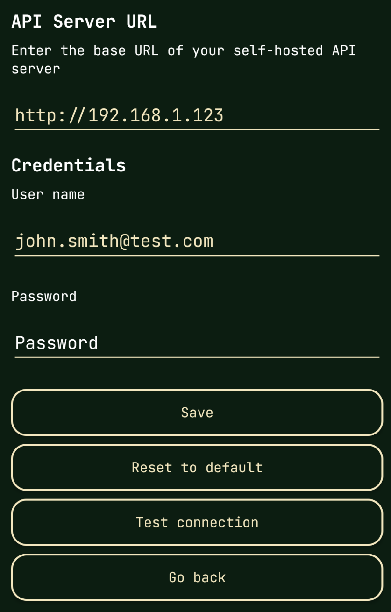 API Server URL
Enter the base URL of your self-hosted API
server
http://192.168.1.123
Credentials
User name
john.smith@test.com
Password
Password
Save
Reset to default
Test connection
Go back